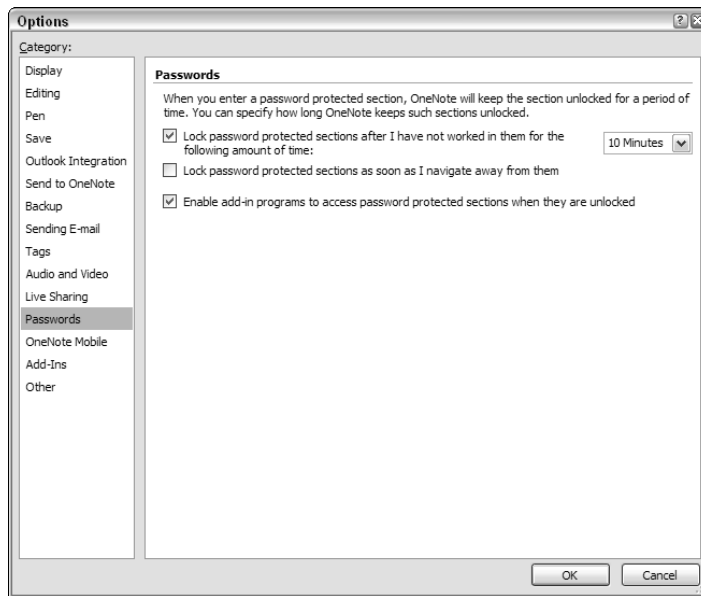 Options
Category:
Display
Editing
Pen
Save
Outlook Integration
Send to OneNote
Backup
Sending E-mail
Tags
Audio and Video
Live Sharing
Passwords
OneNote Mobile
Add-Ins
Other
Passwords
When you enter a password protected section, OneNote will keep the section unlocked for a period of
time. You can specify how long OneNote keeps such sections unlocked.
Lock password protected sections after I have not worked in them for the
following amount of time:
10 Minutes
Lock password protected sections as soon as I navigate away from them
Enable add-in programs to access password protected sections when they are unlocked
OK
Cancel